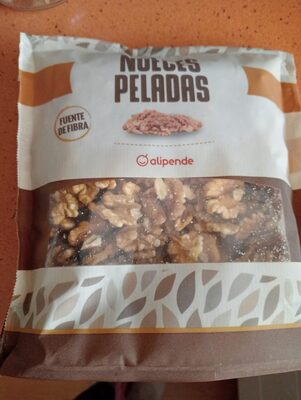 NUECES
PELADAS
FUENTE
DE FIBRA
alipende